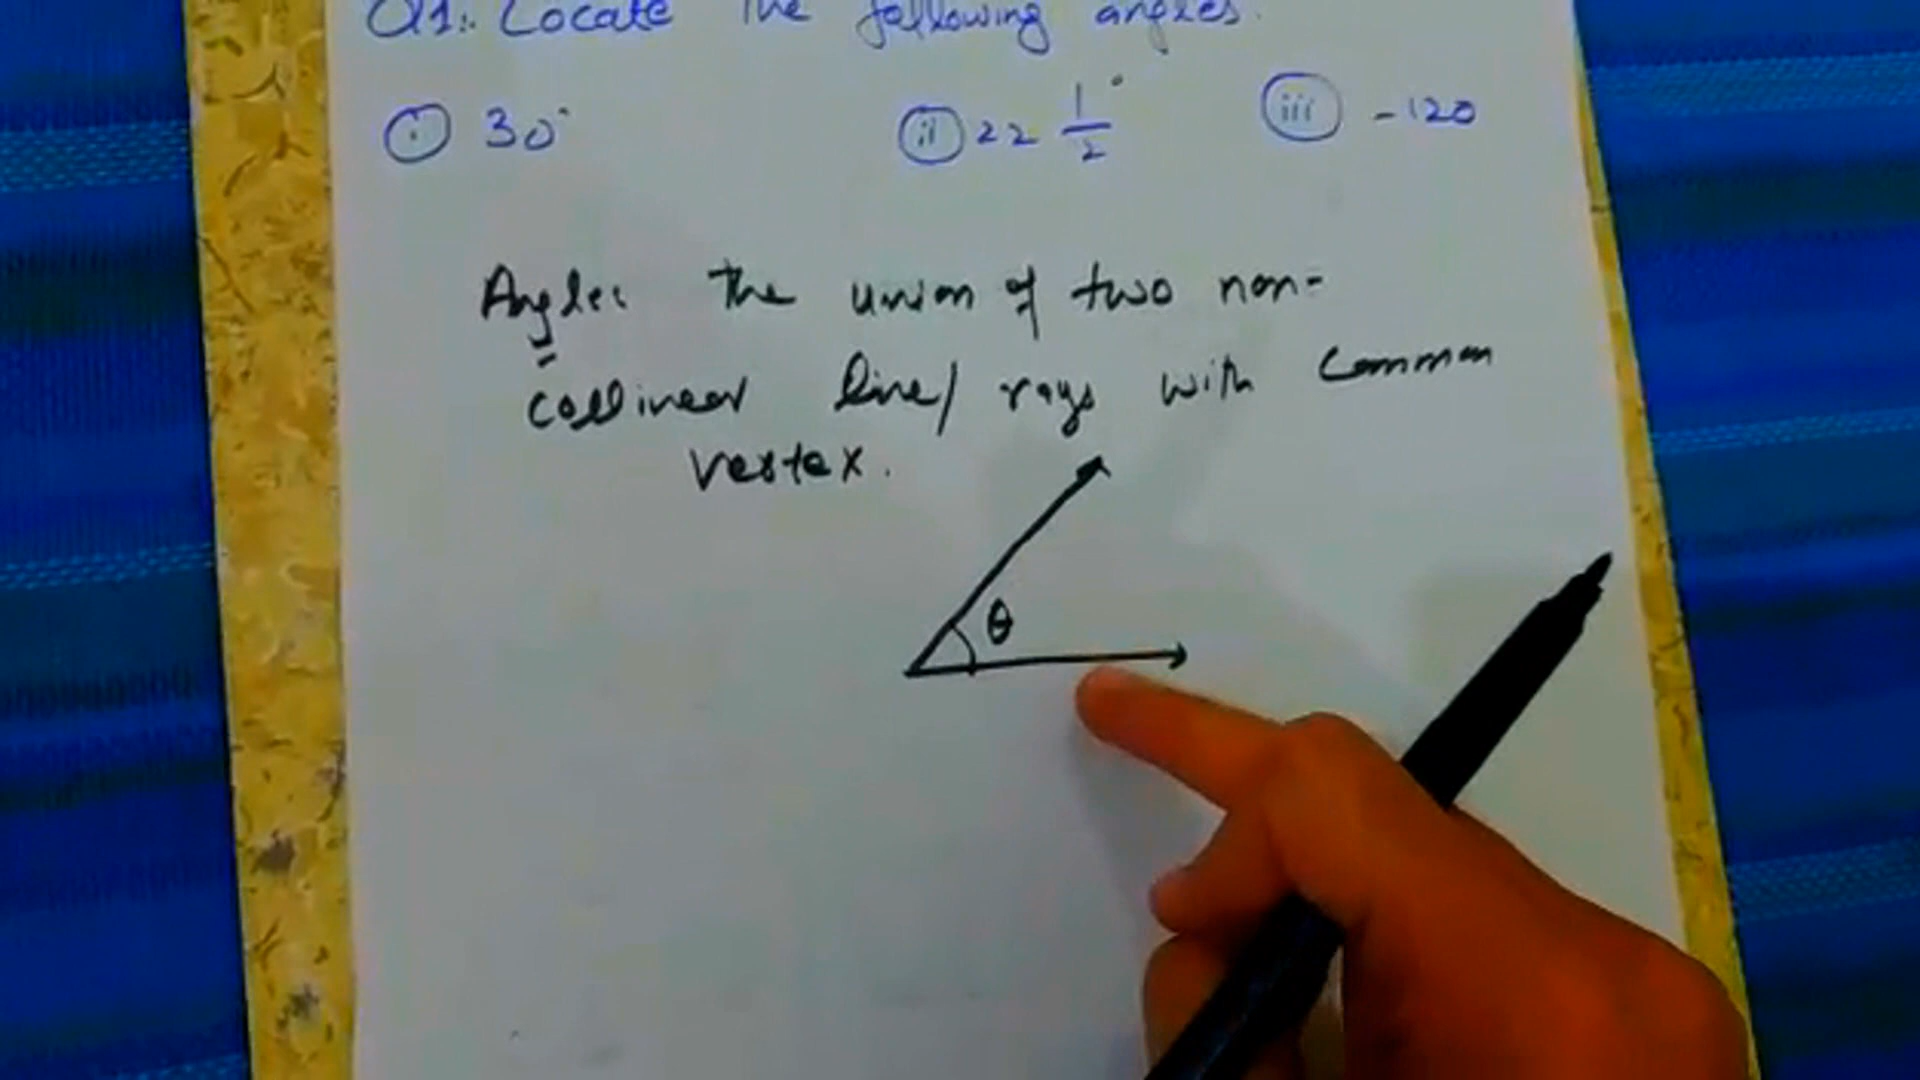 Q1:. Locate the following angles.
(i) 30° (ii) 22 1/2° (iii) -120
Angle: The union of two non-
collinear line/ rays with common
vertex.
θ